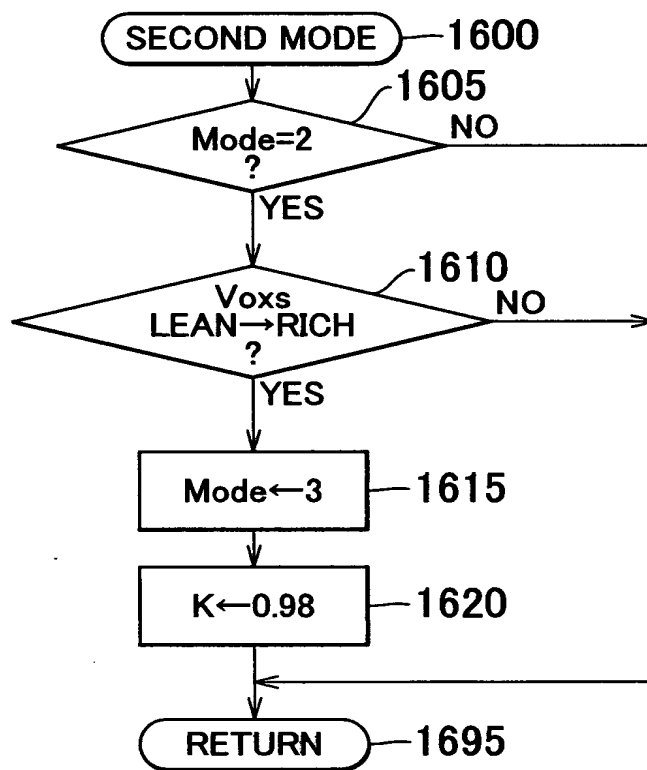 SECOND MODE
1600
1605
Mode=2
?
NO
YES
1610
Voxs
LEAN→RICH
?
NO
YES
Mode←3
1615
K←0.98
1620
RETURN
1695